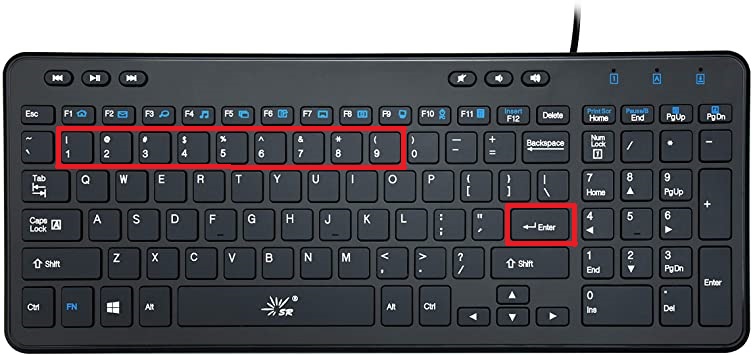 1 A
Esc F1 F2 F3 F4 F5 F6 F7 F8 F9 F10 F11 Insert F12 Delete Print Scr Home Pause/B End PgUp PgDn
~ ` | 1 @ 2 # 3 $ 4 % 5 ^ 6 & 7 * 8 ( 9 ) 0 _ - + = Backspace Num Lock 1 / * -
Tab Q W E R T Y U I O P { [ } ] | \ 7 Home 8 ▲ 9 PgUp +
Caps Lock A A S D F G H J K L : ; " ' Enter 4 ◄ 5 _ 6 ►
⇧ Shift Z X C V B N M < , > . ? / ⇧ Shift 1 End 2 ▼ 3 PgDn Enter
Ctrl FN Alt SR ® Alt Ctrl ◄ ▲ ▼ ► 0 Ins . Del